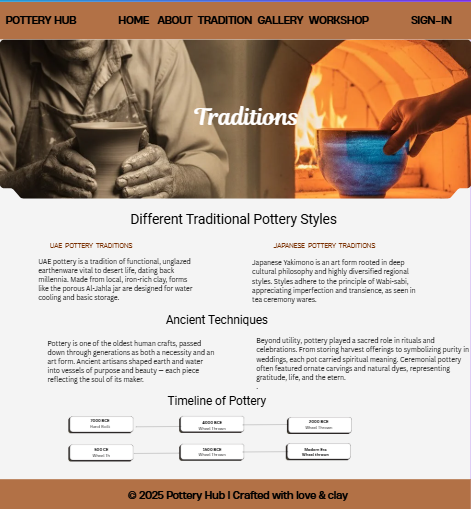 POTTERY HUB HOME ABOUT TRADITION GALLERY WORKSHOP SIGN-IN
Traditions
Different Traditional Pottery Styles
UAE POTTERY TRADITIONS
UAE pottery is a tradition of functional, unglazed
earthenware vital to desert life, dating back
millennia. Made from local, iron-rich clay, forms
like the porous Al-Jahla jar are designed for water
cooling and basic storage.
JAPANESE POTTERY TRADITIONS
Japanese Yakimono is an art form rooted in deep
cultural philosophy and highly diversified regional
styles. Styles adhere to the principle of Wabi-sabi,
appreciating imperfection and transience, as seen in
tea ceremony wares.
Ancient Techniques
Pottery is one of the oldest human crafts, passed
down through generations as both a necessity and an
art form. Ancient artisans shaped earth and water
into vessels of purpose and beauty — each piece
reflecting the soul of its maker.
Beyond utility, pottery played a sacred role in rituals and
celebrations. From storing harvest offerings to symbolizing purity in
weddings, each pot carried spiritual meaning. Ceremonial pottery
often featured ornate carvings and natural dyes, representing
gratitude, life, and the etern.
.
Timeline of Pottery
7000 BCE
Hand Built
4000 BCE
Wheel Thrown
2000 BCE
Wheel Thrown
500 CE
Wheel Th
1500 BCE
Wheel Thrown
Modern Era
Wheel thrown
© 2025 Pottery Hub | Crafted with love & clay